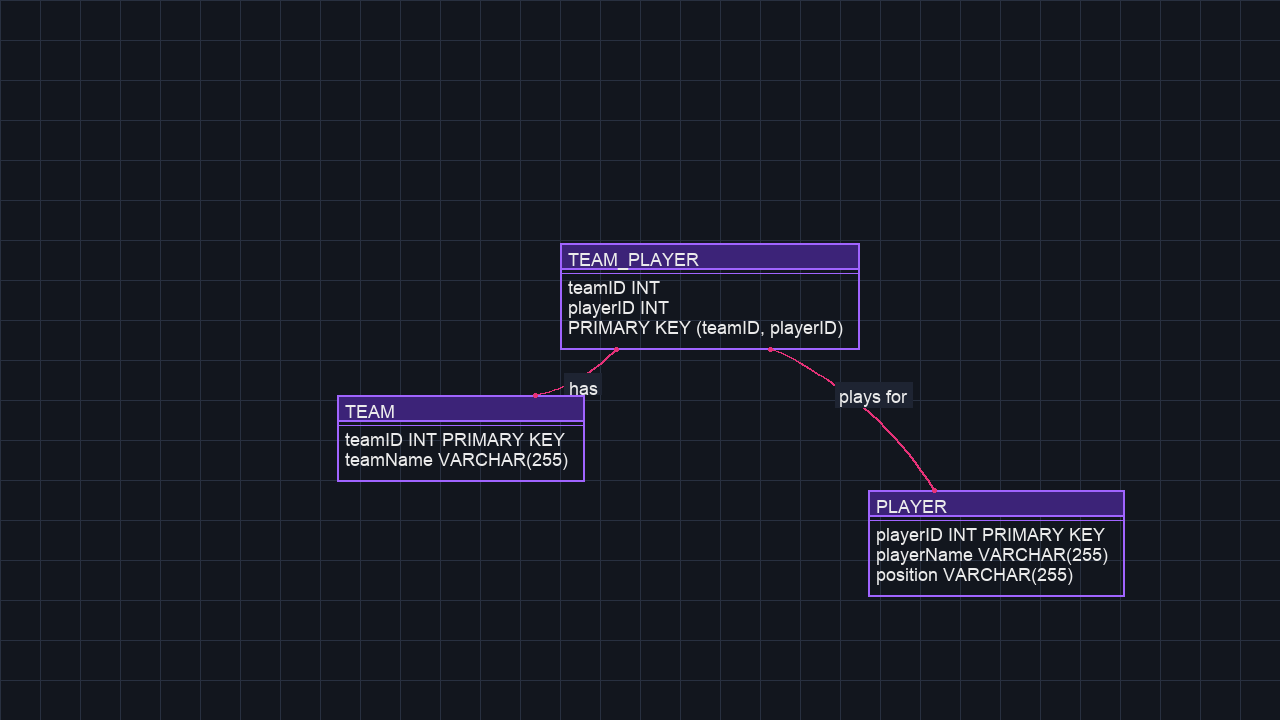 TEAM_PLAYER
teamID INT
playerID INT
PRIMARY KEY (teamID, playerID)
has
plays for
TEAM
teamID INT PRIMARY KEY
teamName VARCHAR(255)
PLAYER
playerID INT PRIMARY KEY
playerName VARCHAR(255)
position VARCHAR(255)